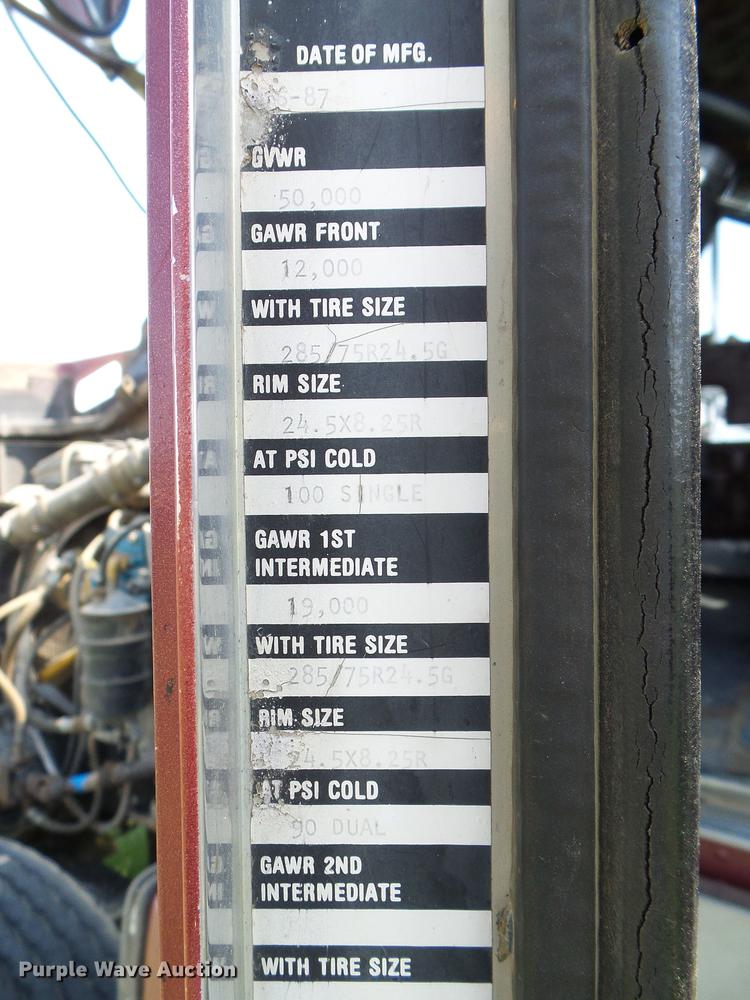 DATE OF MFG.
-87
GVWR
50,000
GAWR FRONT
12,000
WITH TIRE SIZE
285/75R24.5G
RIM SIZE
24.5X8.25R
AT PSI COLD
100 SINGLE
GAWR 1ST
INTERMEDIATE
19,000
WITH TIRE SIZE
285/75R24.5G
RIM SIZE
24.5X8.25R
AT PSI COLD
90 DUAL
GAWR 2ND
INTERMEDIATE
WITH TIRE SIZE
Purple Wave Auction